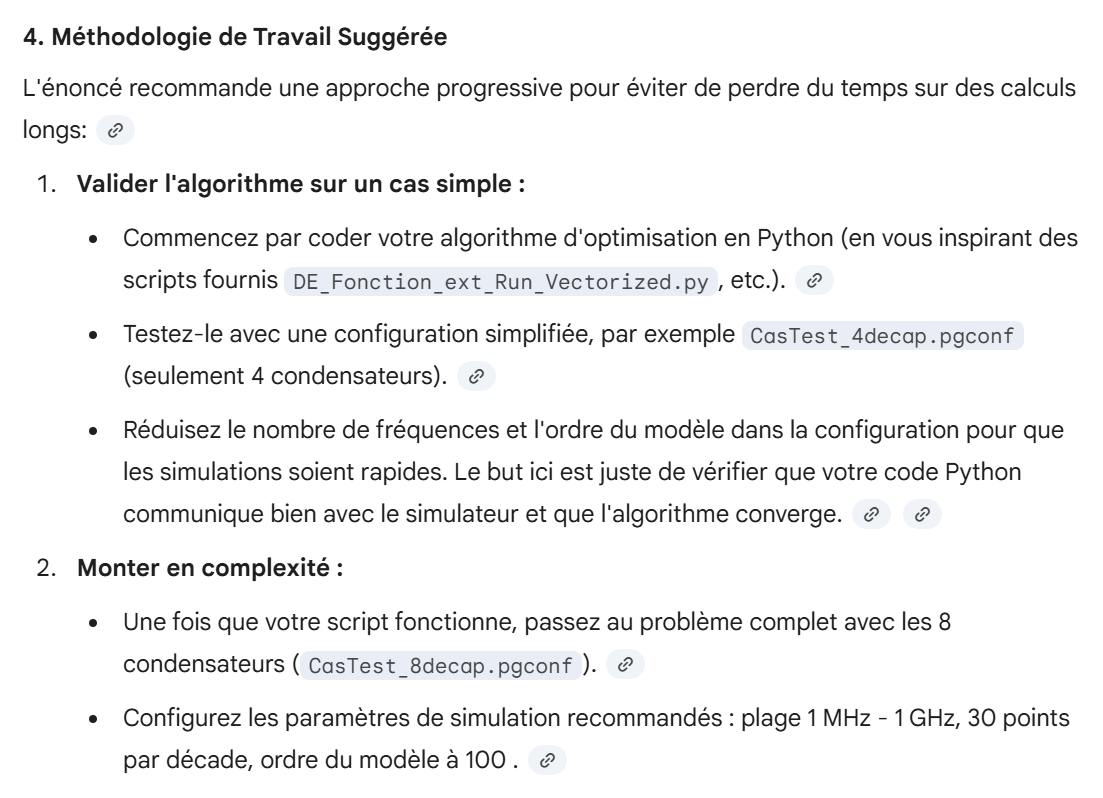 4. Méthodologie de Travail Suggérée
L'énoncé recommande une approche progressive pour éviter de perdre du temps sur des calculs
longs:
1. Valider l'algorithme sur un cas simple :
• Commencez par coder votre algorithme d'optimisation en Python (en vous inspirant des
scripts fournis DE_Fonction_ext_Run_Vectorized.py, etc.).
• Testez-le avec une configuration simplifiée, par exemple CasTest_4decap.pgconf
(seulement 4 condensateurs).
• Réduisez le nombre de fréquences et l'ordre du modèle dans la configuration pour que
les simulations soient rapides. Le but ici est juste de vérifier que votre code Python
communique bien avec le simulateur et que l'algorithme converge.
2. Monter en complexité :
• Une fois que votre script fonctionne, passez au problème complet avec les 8
condensateurs (CasTest_8decap.pgconf).
• Configurez les paramètres de simulation recommandés : plage 1 MHz - 1 GHz, 30 points
par décade, ordre du modèle à 100 .